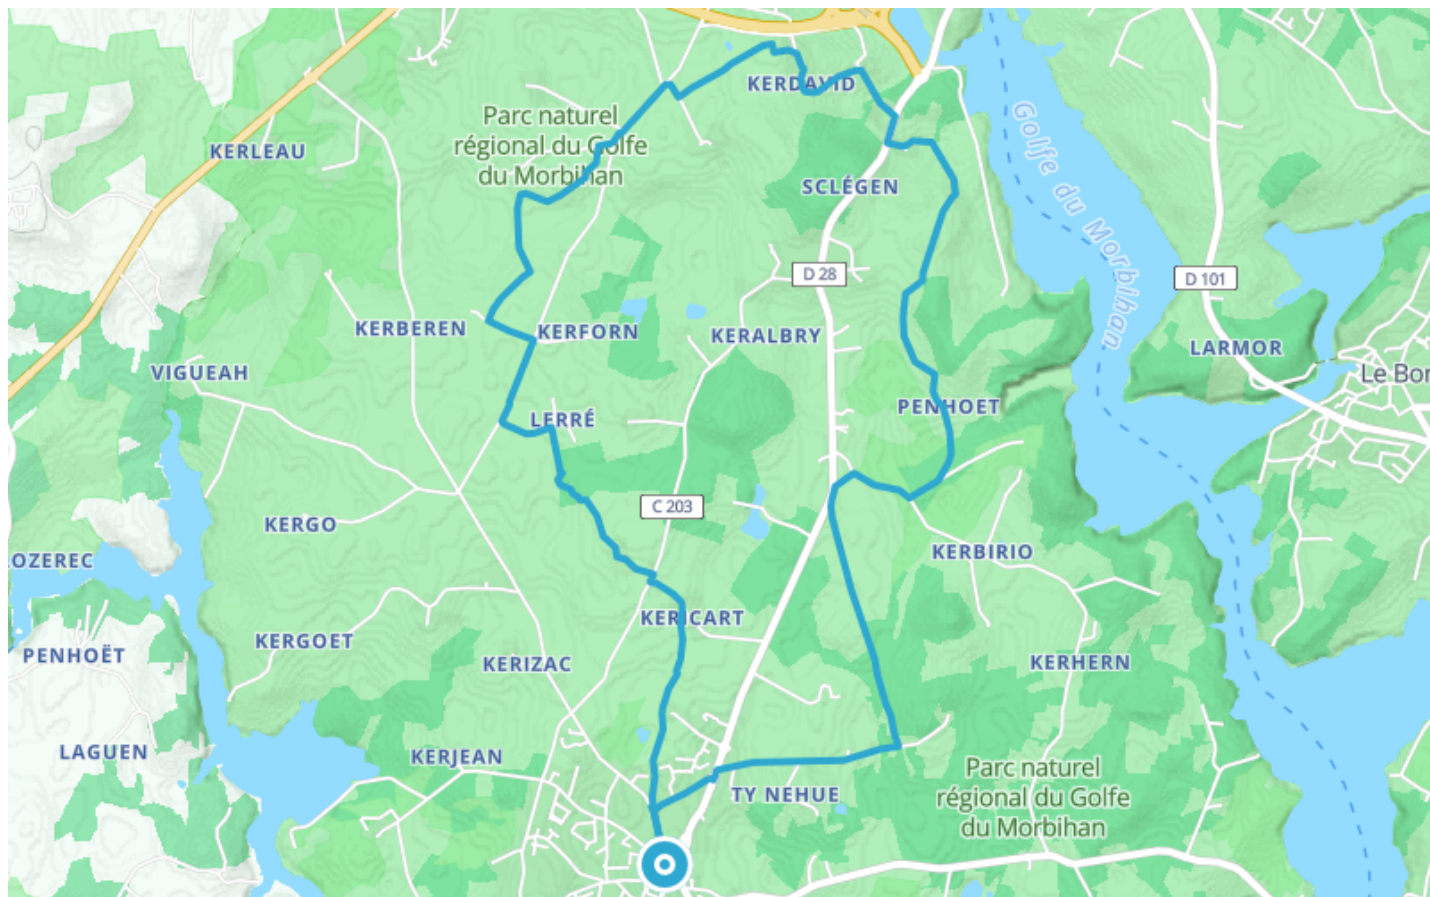 KERDAVID
Parc naturel
régional du Golfe
du Morbihan
KERLEAU
SCLÉGEN
Golfe du Morbihan
D 28
D 101
KERBEREN
KERFORN
KERALBRY
LARMOR
VIGUEAH
Le Bon
PENHOET
LERRÉ
C 203
KERGO
KERBIRIO
LOZEREC
KERICART
KERGOET
PENHOËT
KERIZAC
KERHERN
LAGUEN
KERJEAN
Parc naturel
régional du Golfe
du Morbihan
TY NEHUE